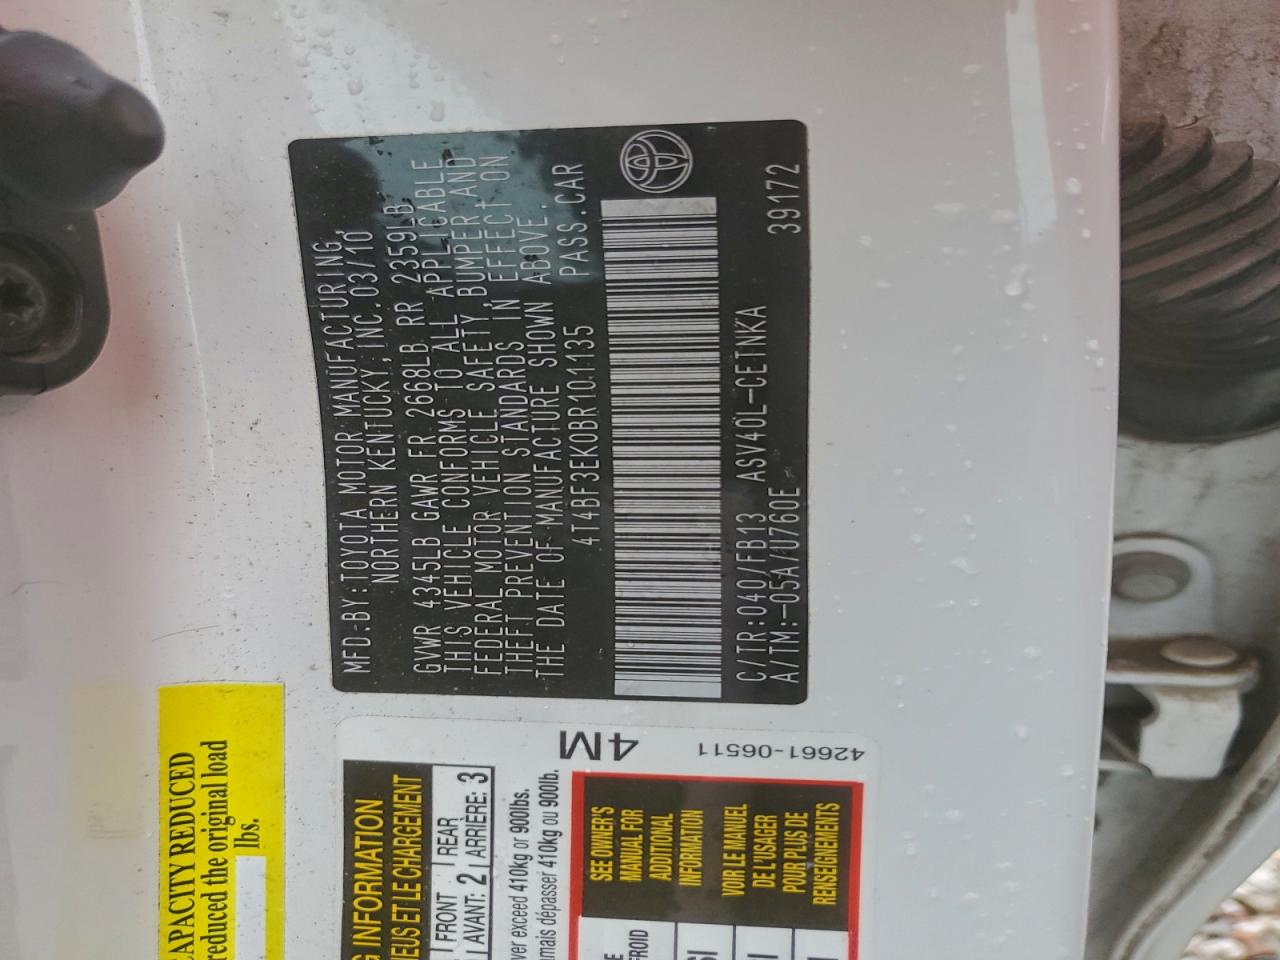 MFD.BY:TOYOTA MOTOR MANUFACTURING,
NORTHERN KENTUCKY,INC.03/10
GVWR 4345LB GAWR FR 2668LB RR 2359LB
THIS VEHICLE CONFORMS TO ALL APPLICABLE
FEDERAL MOTOR VEHICLE SAFETY,BUMPER AND
THEFT PREVENTION STANDARDS IN EFFECT ON
THE DATE OF MANUFACTURE SHOWN ABOVE.
4T4BF3EK0BR101135 PASS.CAR
C/TR:040/FB13 ASV40L-CETNKA
A/TM:-05A/U760E 39172
CAPACITY REDUCED
reduced the original load
lbs.
4M
42661-06511
INFORMATION
PNEUS ET LE CHARGEMENT
FRONT REAR
AVANT: 2 ARRIÈRE: 3
exceed 410kg or 900lbs.
jamais dépasser 410kg ou 900lb.
SEE OWNER'S
MANUAL FOR
ADDITIONAL
INFORMATION
VOIR LE MANUEL
DE L'USAGER
POUR PLUS DE
RENSEIGNEMENTS
FROID